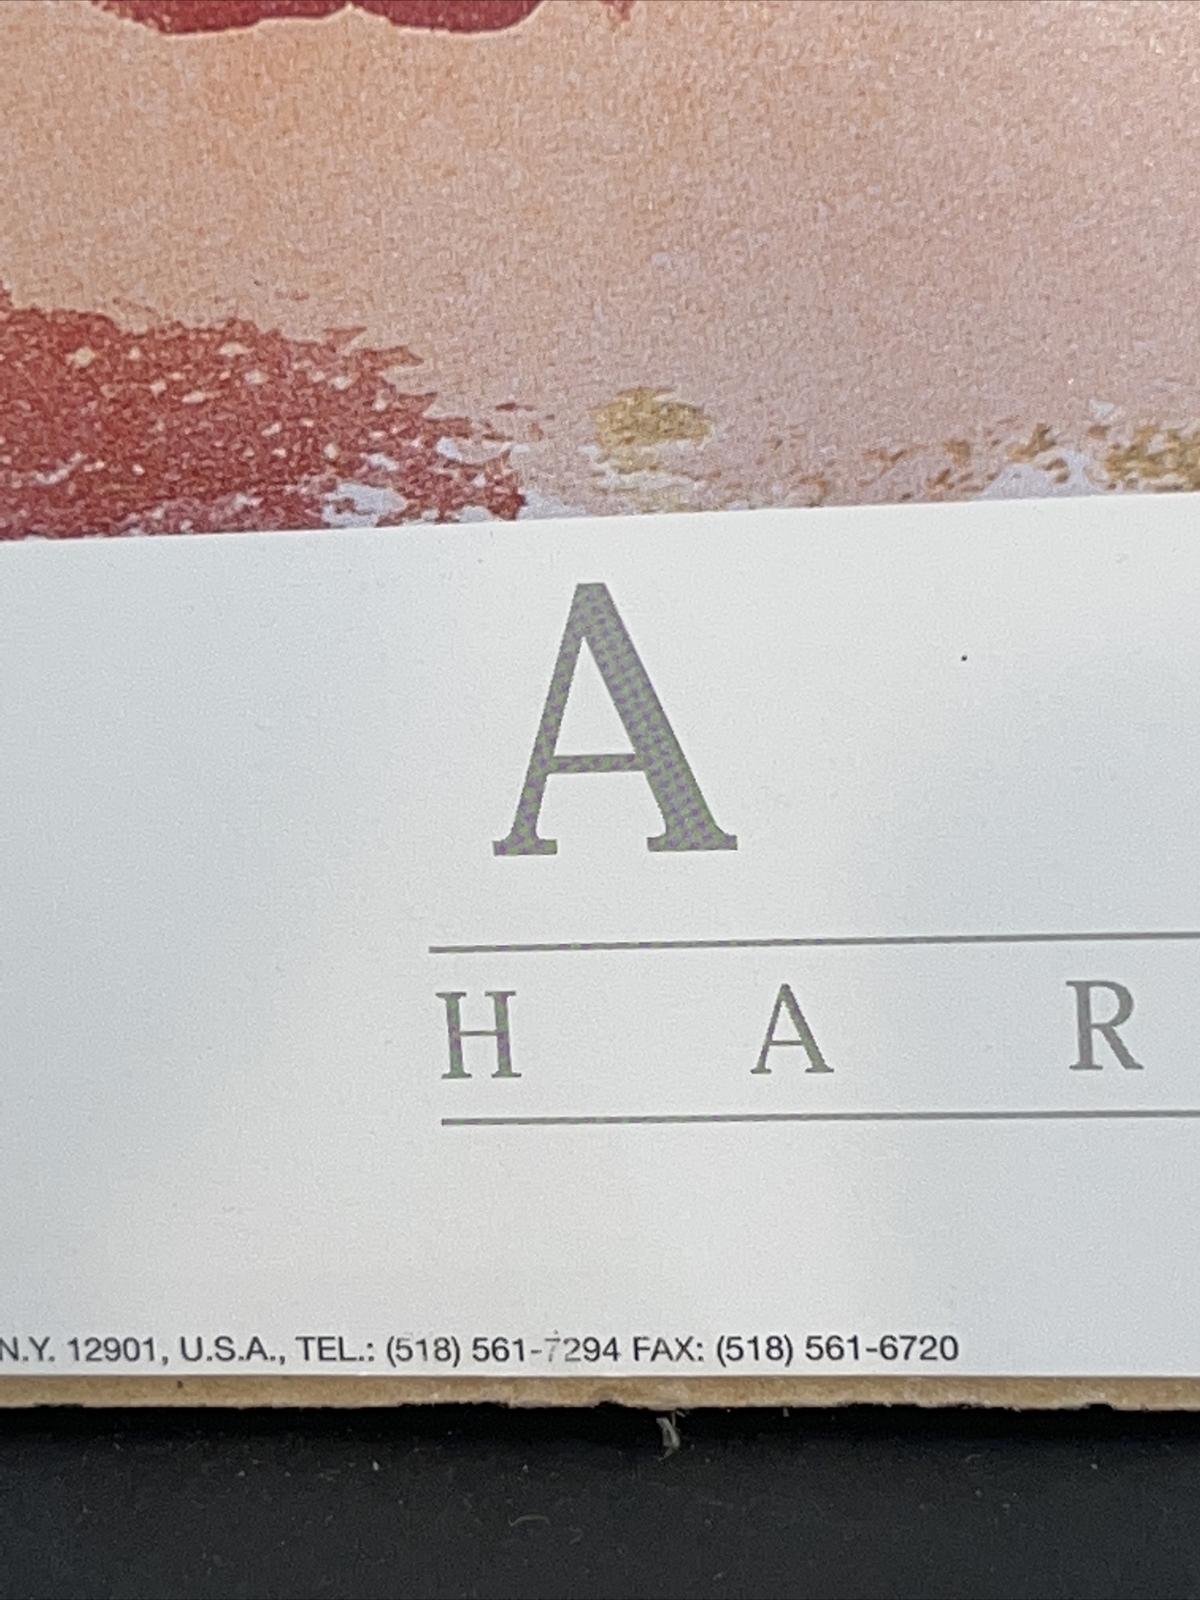 A
H A R
N.Y. 12901, U.S.A., TEL.: (518) 561-7294 FAX: (518) 561-6720